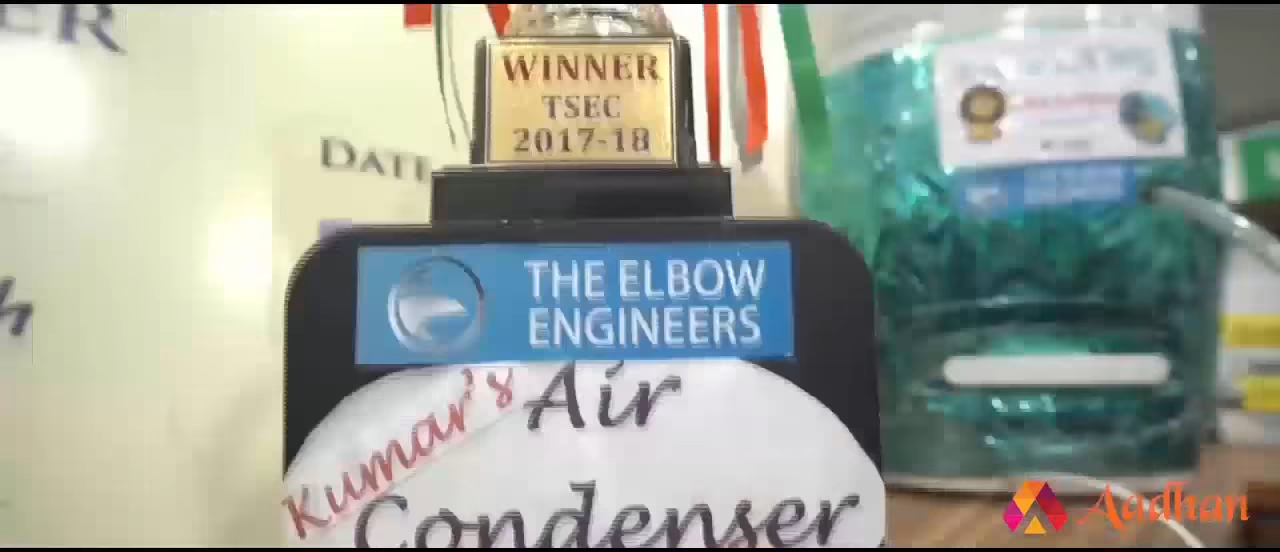 ER
WINNER
TSEC
2017-18
DATE
h
THE ELBOW
ENGINEERS
Kumar's Air
Condenser
Aadhan